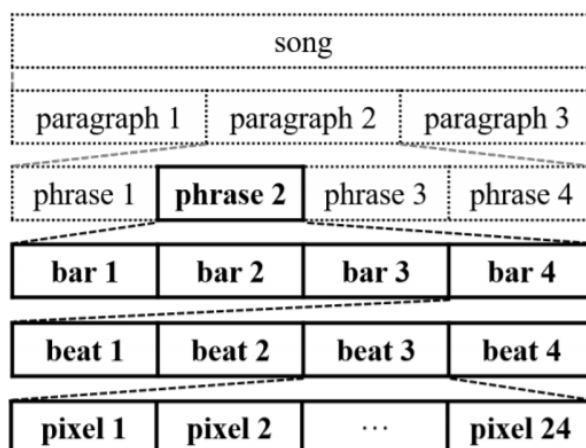 song
paragraph 1 paragraph 2 paragraph 3
phrase 1 phrase 2 phrase 3 phrase 4
bar 1 bar 2 bar 3 bar 4
beat 1 beat 2 beat 3 beat 4
pixel 1 pixel 2 ··· pixel 24